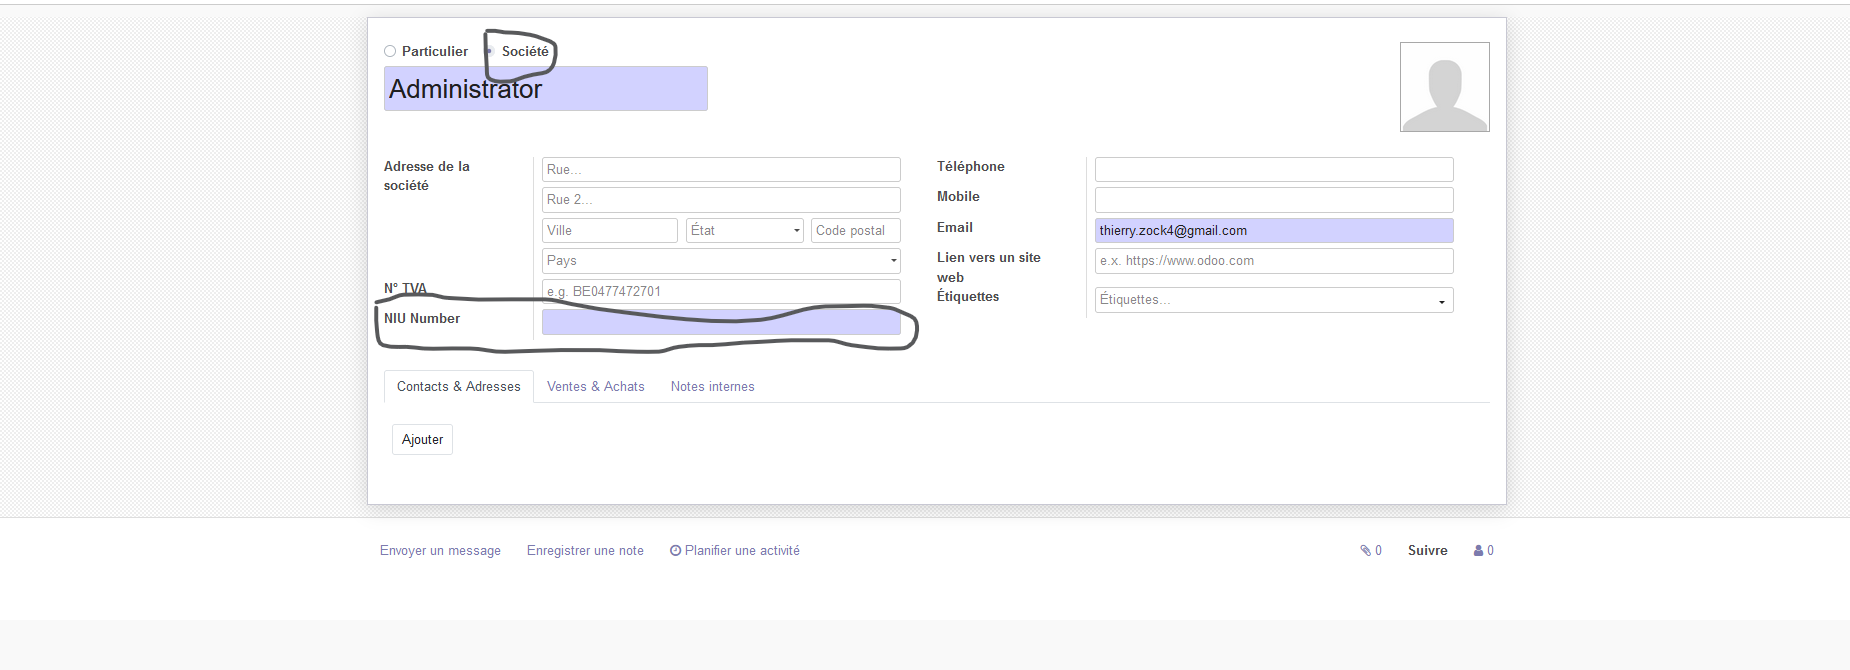 Particulier Société
Administrator
Adresse de la société
Rue...
Rue 2...
Ville État Code postal
Pays
N° TVA e.g. BE0477472701
NIU Number
Téléphone
Mobile
Email thierry.zock4@gmail.com
Lien vers un site web e.x. https://www.odoo.com
Étiquettes Étiquettes...
Contacts & Adresses Ventes & Achats Notes internes
Ajouter
Envoyer un message Enregistrer une note Planifier une activité 0 Suivre 0